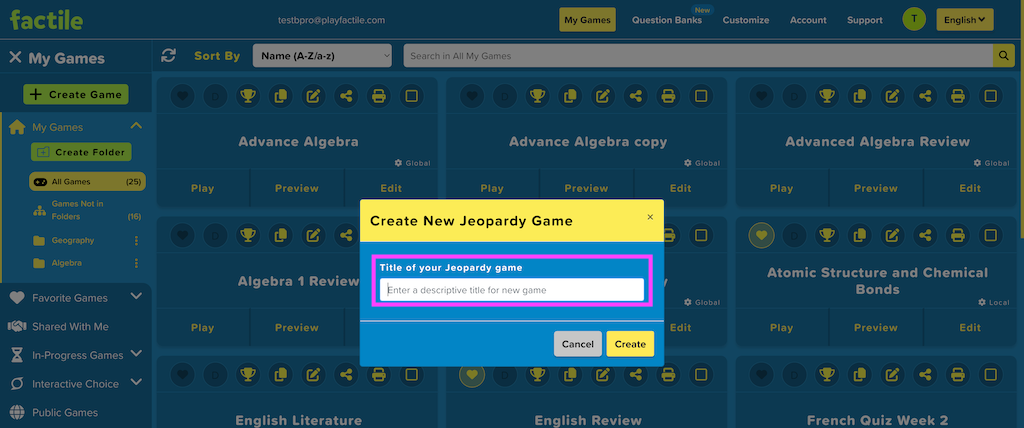 factile
testbpro@playfactile.com
My Games
Question Banks
New
Customize
Account
Support
T
English
My Games
Sort By
Name (A-Z/a-z)
Search in All My Games
+ Create Game
My Games
Create Folder
All Games (25)
Games Not in
Folders (16)
Geography
Algebra
Favorite Games
Shared With Me
In-Progress Games
Interactive Choice
Public Games
Advance Algebra
Global
Play Preview Edit
Advance Algebra copy
Global
Play Preview Edit
Advanced Algebra Review
Global
Play Preview Edit
Algebra 1 Review
Play
y
Global
Atomic Structure and Chemical
Bonds
Local
Play Preview Edit
English Literature
English Review
French Quiz Week 2
Create New Jeopardy Game
×
Title of your Jeopardy game
Enter a descriptive title for new game
Cancel
Create